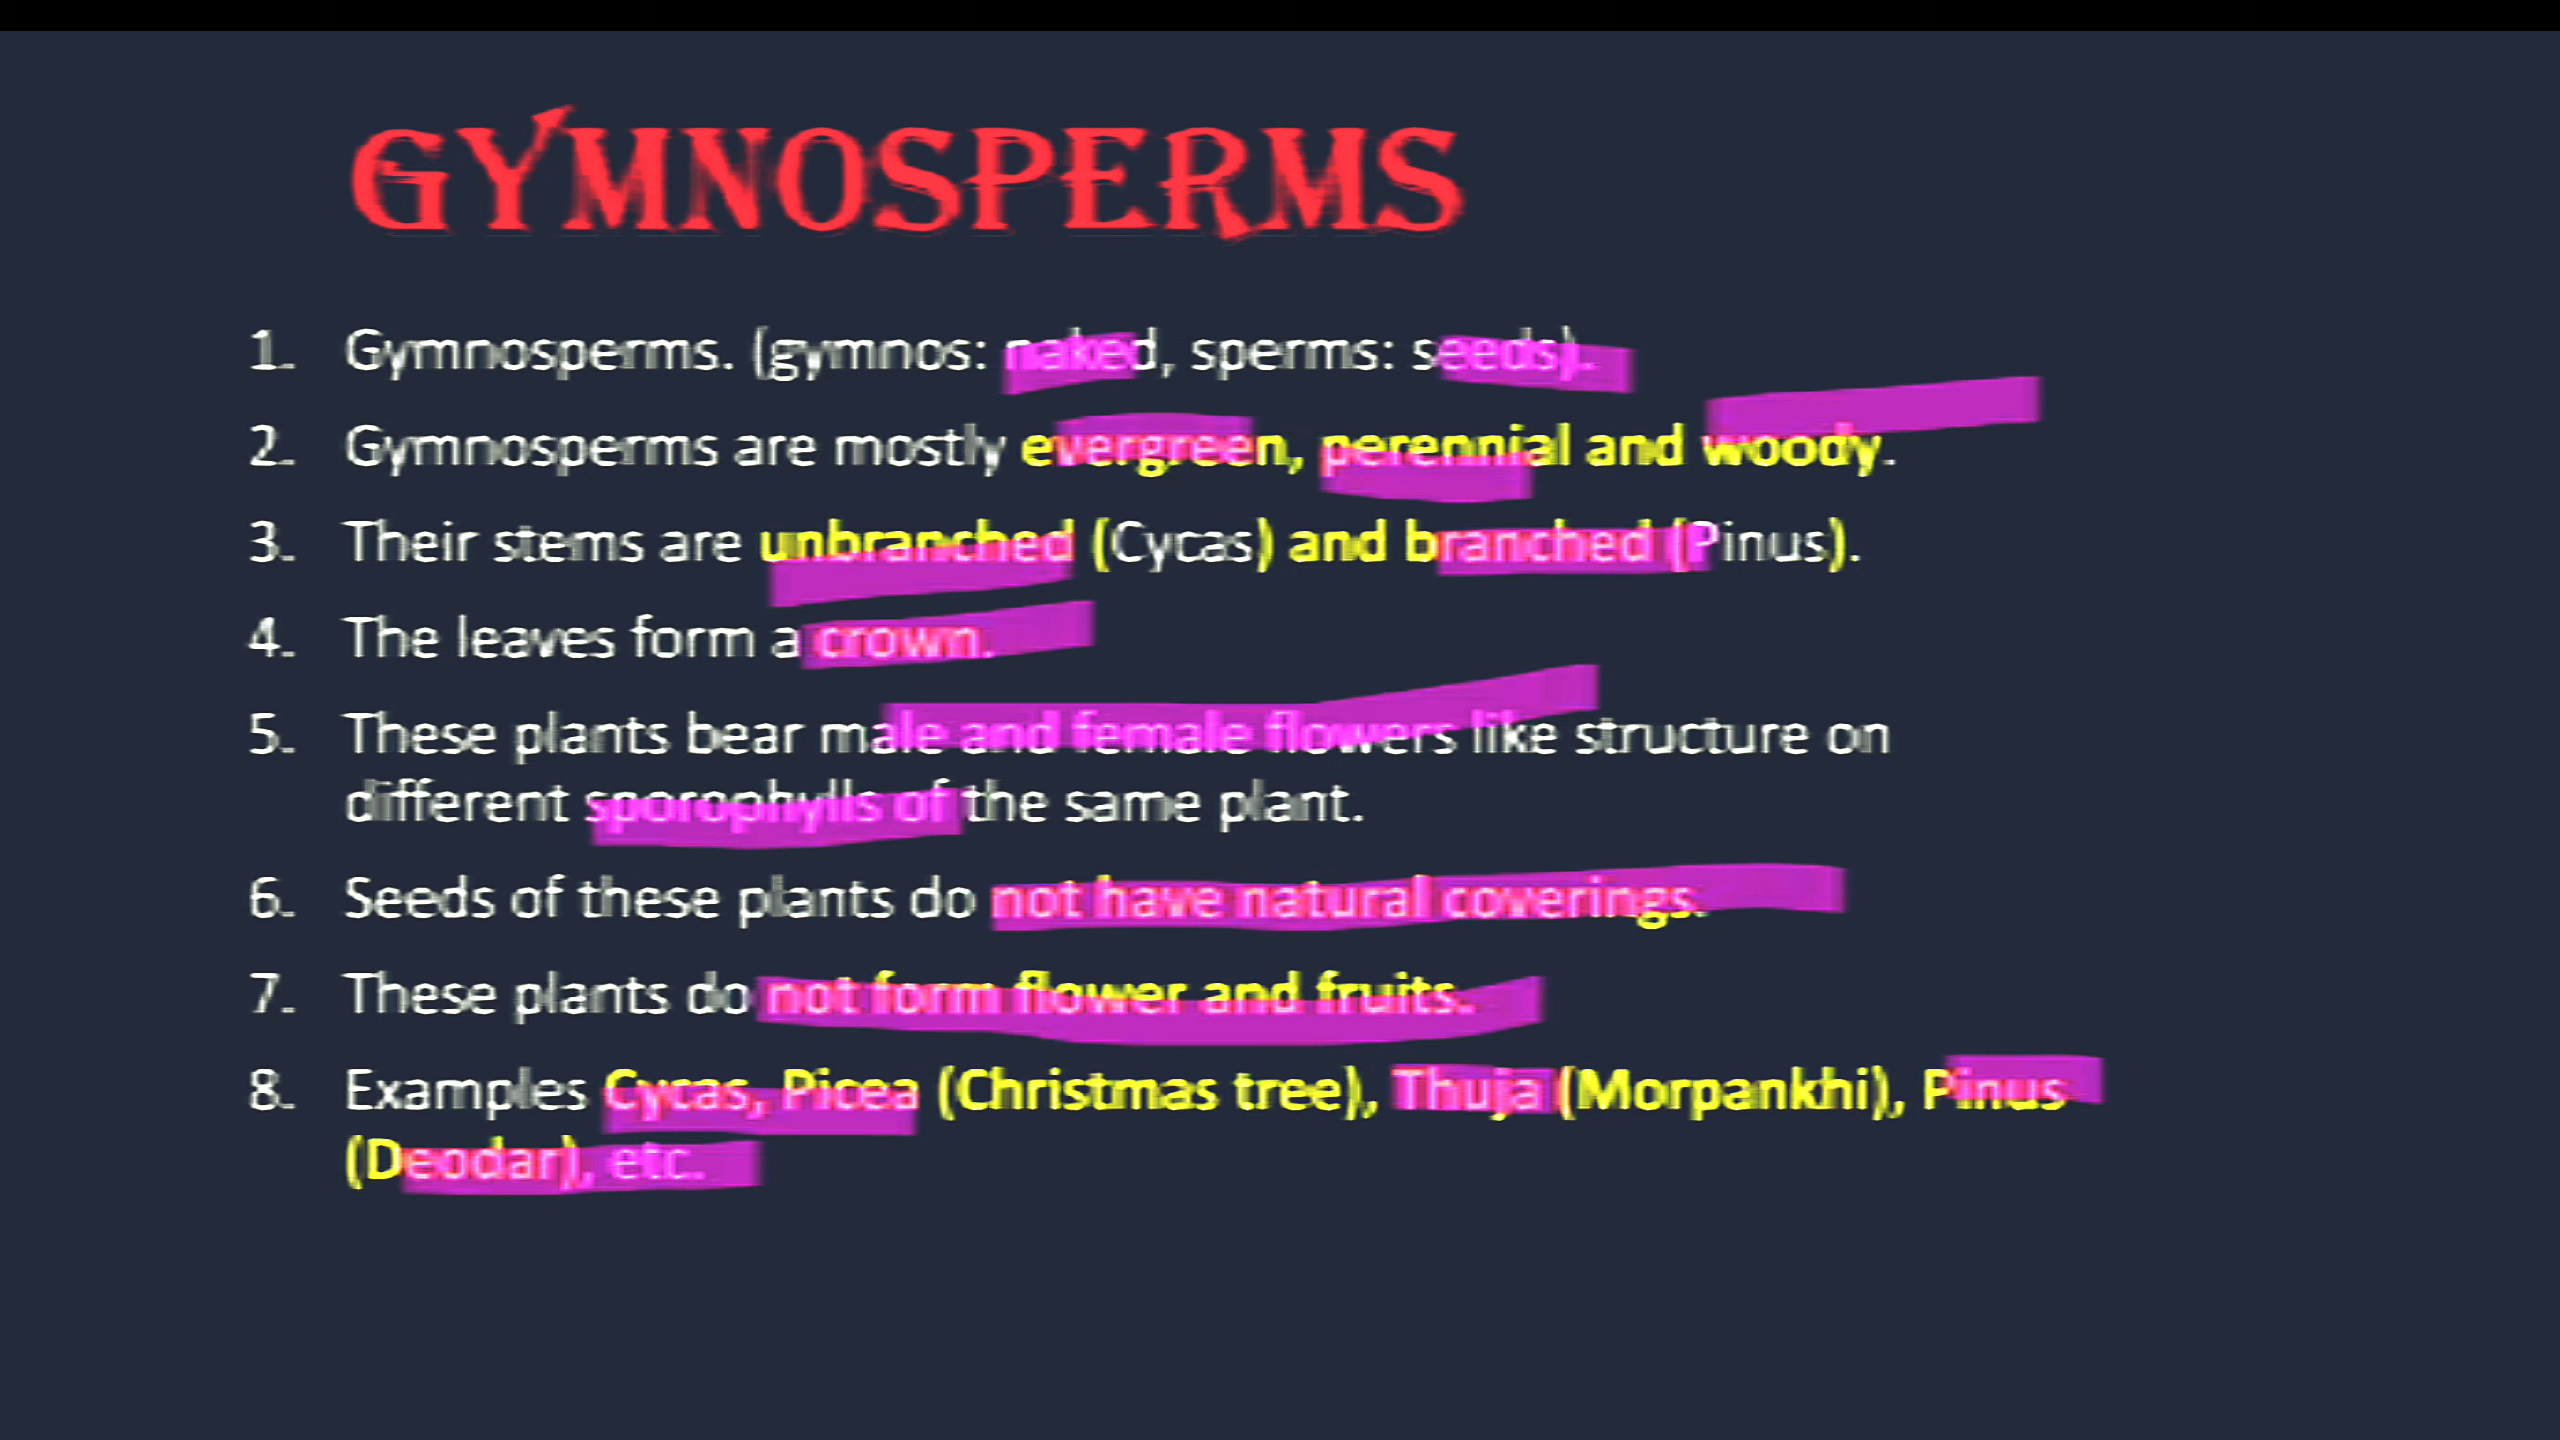 GYMNOSPERMS
1. Gymnosperms. (gymnos: naked, sperms: seeds).
2. Gymnosperms are mostly evergreen, perennial and woody.
3. Their stems are unbranched (Cycas) and branched (Pinus).
4. The leaves form a crown.
5. These plants bear male and female flowers like structure on
different sporophylls of the same plant.
6. Seeds of these plants do not have natural coverings.
7. These plants do not form flower and fruits.
8. Examples Cycas, Picea (Christmas tree), Thuja (Morpankhi), Pinus
(Deodar), etc.